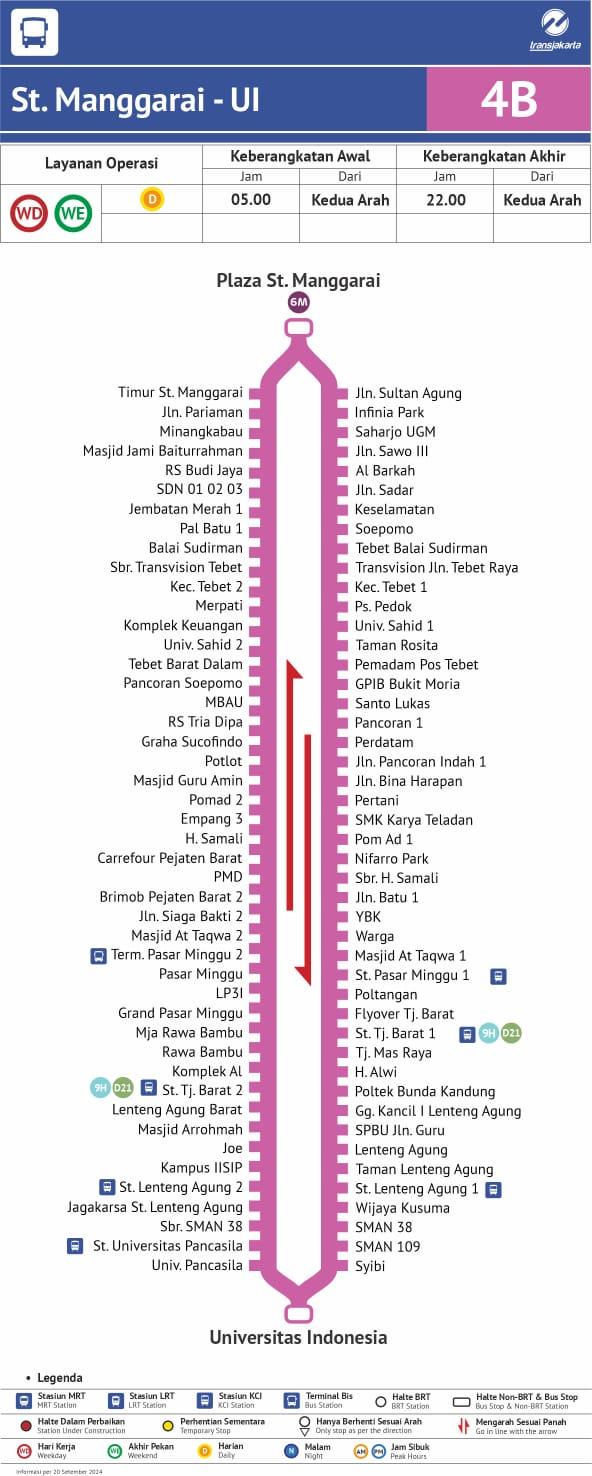 transjakarta
St. Manggarai - UI
4B
Layanan Operasi
Keberangkatan Awal
Keberangkatan Akhir
Jam
Dari
Jam
Dari
WD
WE
D
05.00
Kedua Arah
22.00
Kedua Arah
Plaza St. Manggarai
6M
Timur St. Manggarai
Jln. Pariaman
Minangkabau
Masjid Jami Baiturrahman
RS Budi Jaya
SDN 01 02 03
Jembatan Merah 1
Pal Batu 1
Balai Sudirman
Sbr. Transvision Tebet
Kec. Tebet 2
Merpati
Komplek Keuangan
Univ. Sahid 2
Tebet Barat Dalam
Pancoran Soepomo
MBAU
RS Tria Dipa
Graha Sucofindo
Potlot
Masjid Guru Amin
Pomad 2
Empang 3
H. Samali
Carrefour Pejaten Barat
PMD
Brimob Pejaten Barat 2
Jln. Siaga Bakti 2
Masjid At Taqwa 2
Term. Pasar Minggu 2
Pasar Minggu
LP3I
Grand Pasar Minggu
Mja Rawa Bambu
Rawa Bambu
Komplek Al
9H D21 St. Tj. Barat 2
Lenteng Agung Barat
Masjid Arrohmah
Joe
Kampus IISIP
St. Lenteng Agung 2
Jagakarsa St. Lenteng Agung
Sbr. SMAN 38
St. Universitas Pancasila
Univ. Pancasila
Jln. Sultan Agung
Infinia Park
Saharjo UGM
Jln. Sawo III
Al Barkah
Jln. Sadar
Keselamatan
Soepomo
Tebet Balai Sudirman
Transvision Jln. Tebet Raya
Kec. Tebet 1
Ps. Pedok
Univ. Sahid 1
Taman Rosita
Pemadam Pos Tebet
GPIB Bukit Moria
Santo Lukas
Pancoran 1
Perdatam
Jln. Pancoran Indah 1
Jln. Bina Harapan
Pertani
SMK Karya Teladan
Pom Ad 1
Nifarro Park
Sbr. H. Samali
Jln. Batu 1
YBK
Warga
Masjid At Taqwa 1
St. Pasar Minggu 1
Poltangan
Flyover Tj. Barat
St. Tj. Barat 1 9H D21
Tj. Mas Raya
H. Alwi
Poltek Bunda Kandung
Gg. Kancil I Lenteng Agung
SPBU Jln. Guru
Lenteng Agung
Taman Lenteng Agung
St. Lenteng Agung 1
Wijaya Kusuma
SMAN 38
SMAN 109
Syibi
Universitas Indonesia
• Legenda
Stasiun MRT
MRT Station
Stasiun LRT
LRT Station
Stasiun KCI
KCI Station
Terminal Bis
Bus Station
Halte BRT
BRT Station
Halte Non-BRT & Bus Stop
Non-BRT Station & Bus Stop
Halte Dalam Perbaikan
Station Under Construction
Perhentian Sementara
Temporary Stop
Hanya Berhenti Sesuai Arah
Only stop as per the direction
Mengarah Sesuai Panah
Go in line with the arrow
WD
Hari Kerja
Weekday
WE
Akhir Pekan
Weekend
D
Harian
Daily
N
Malam
Night
AM PM
Jam Sibuk
Peak Hours
Informasi per 20 Setember 2024